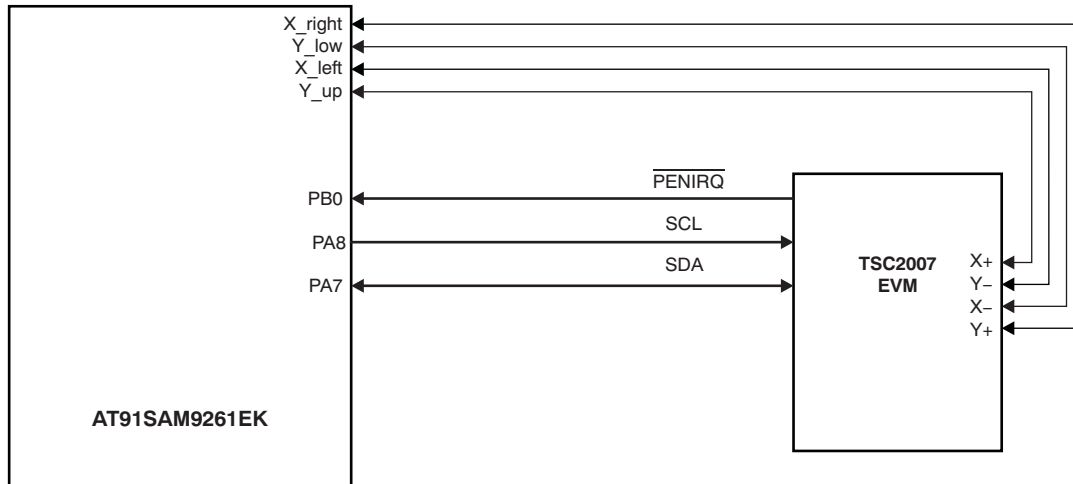 X_right
Y_low
X_left
Y_up
PENIRQ
PB0
SCL
PA8
SDA
PA7
TSC2007
EVM
X+
Y−
X−
Y+
AT91SAM9261EK